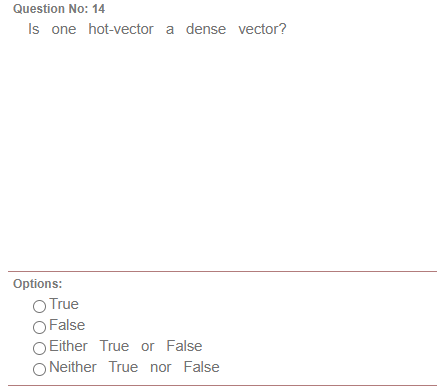 Question No: 14
Is one hot-vector a dense vector?
Options:
True
False
Either True or False
Neither True nor False